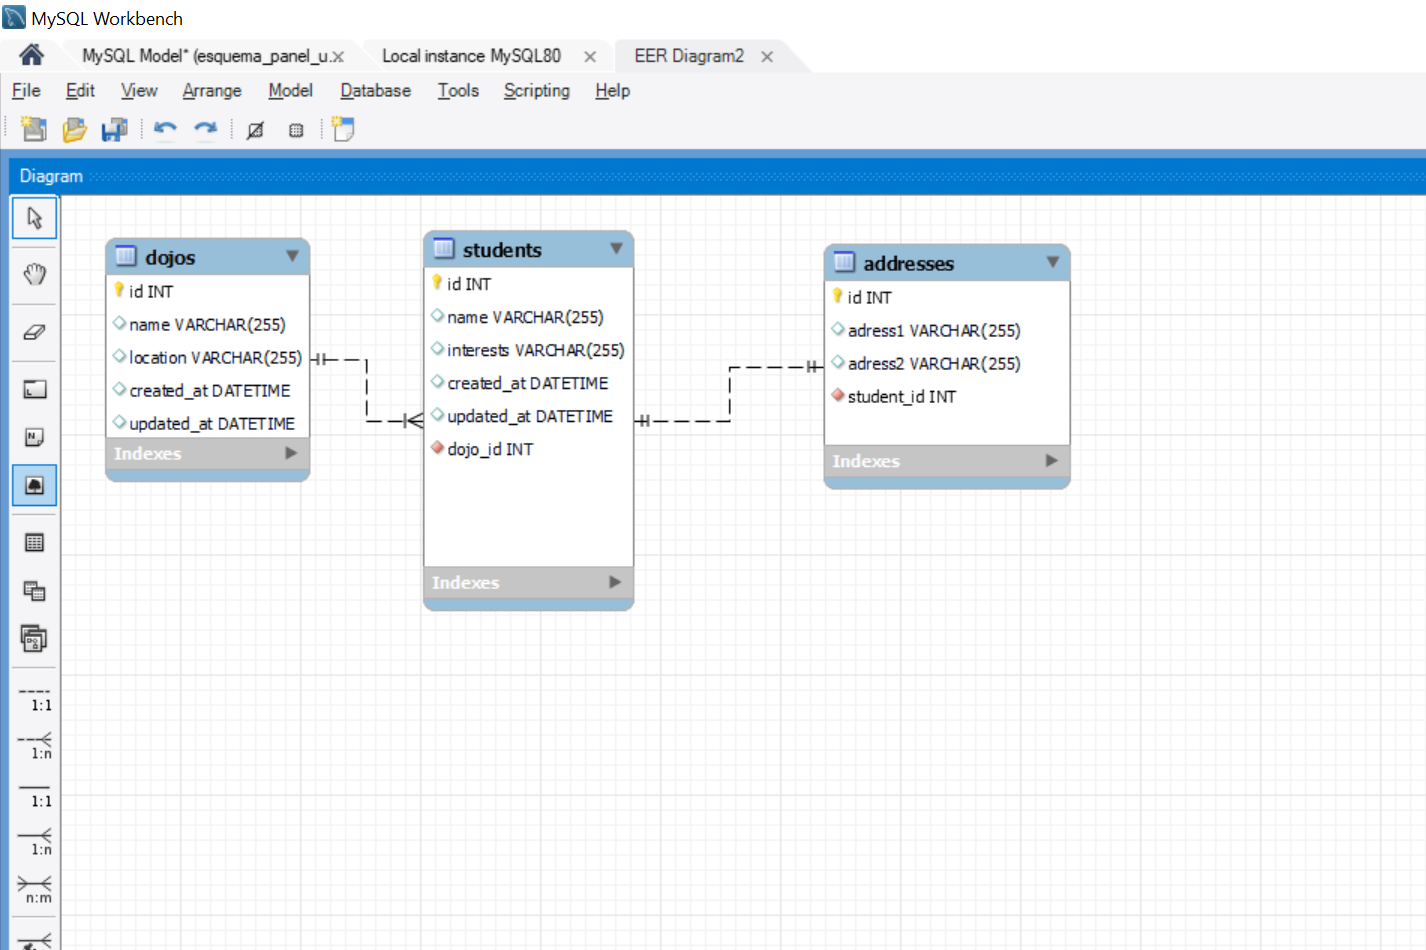 MySQL Workbench
MySQL Model* (esquema_panel_u.
Local instance MySQL80
EER Diagram2
File Edit View Arrange Model Database Tools Scripting Help
Diagram
dojos
id INT
name VARCHAR(255)
location VARCHAR(255)
created_at DATETIME
updated_at DATETIME
Indexes
students
id INT
name VARCHAR(255)
interests VARCHAR(255)
created_at DATETIME
updated_at DATETIME
dojo_id INT
Indexes
addresses
id INT
adress1 VARCHAR(255)
adress2 VARCHAR(255)
student_id INT
Indexes
1:1
1:n
1:1
1:n
n:m